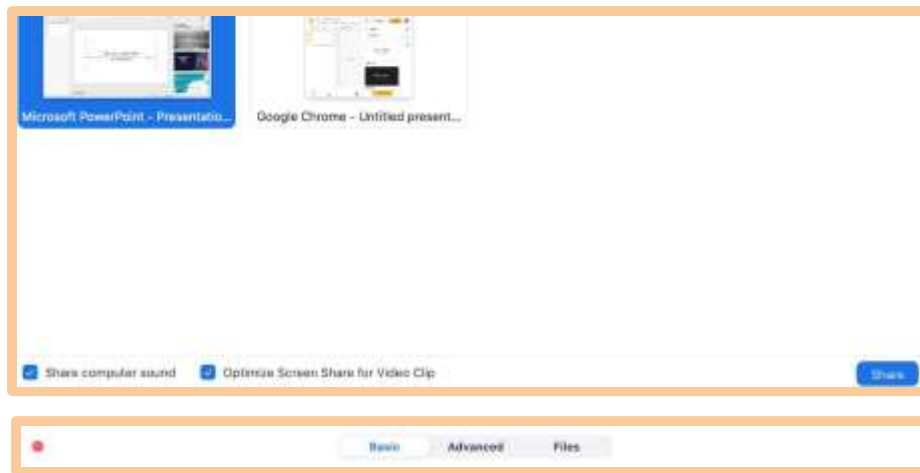 Microsoft PowerPoint - Presentatio...
Google Chrome - Untitled present...
Share computer sound
Optimize Screen Share for Video Clip
Share
Basic
Advanced
Files